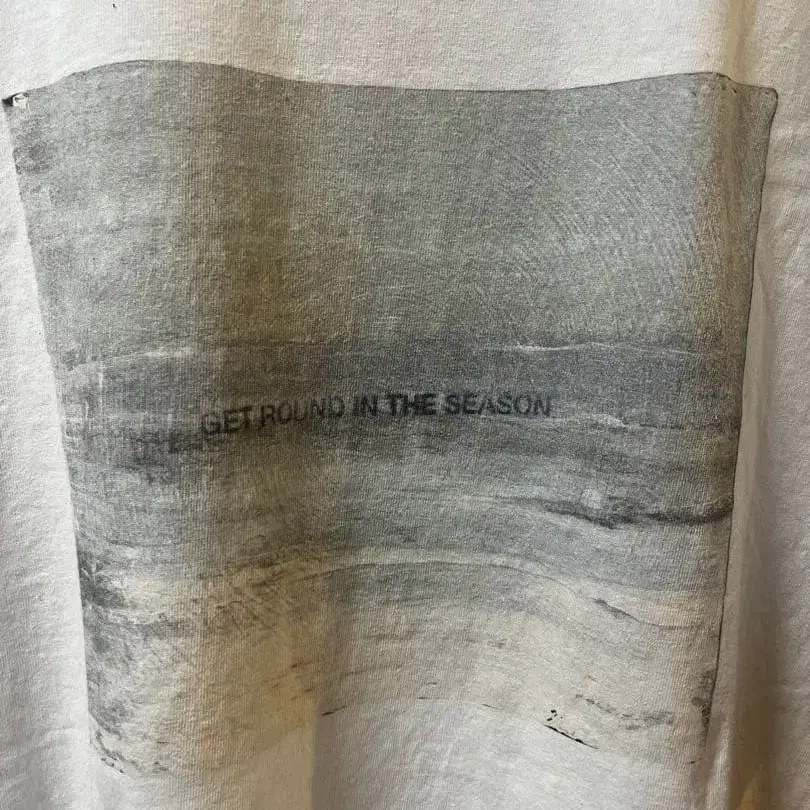 GET ROUND IN THE SEASON